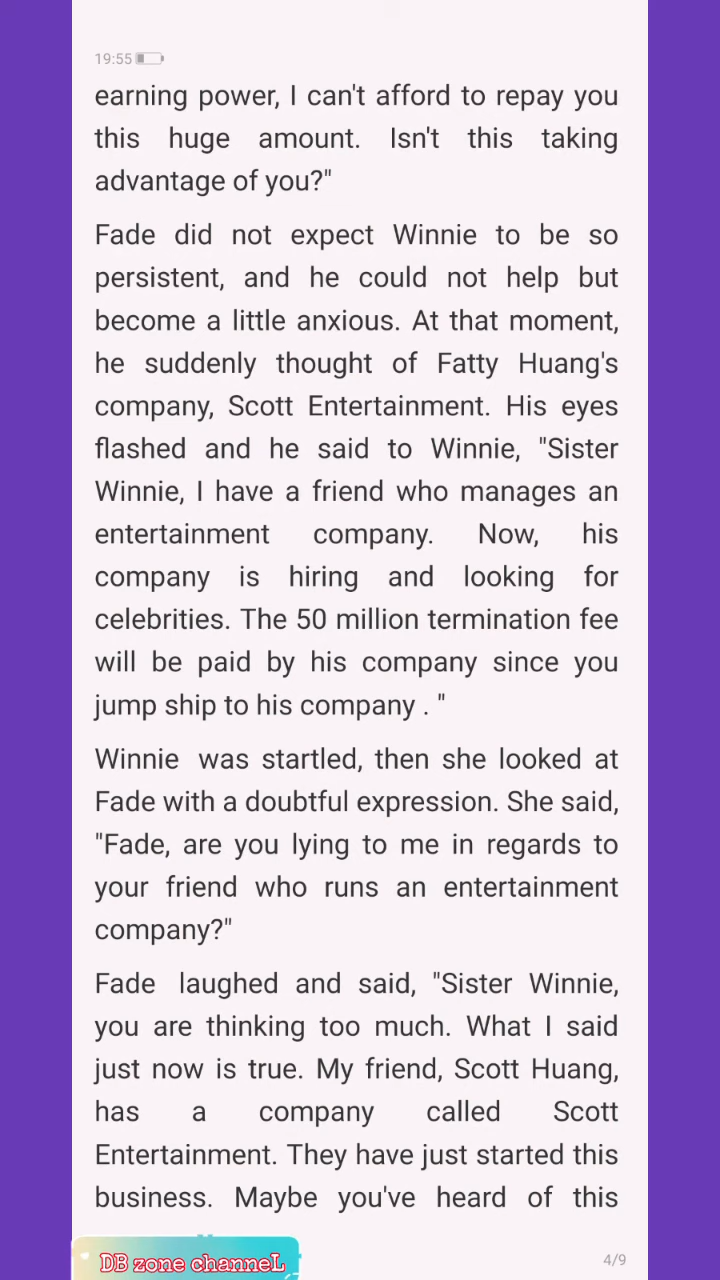 19:55
earning power, I can't afford to repay you
this huge amount. Isn't this taking
advantage of you?"
Fade did not expect Winnie to be so
persistent, and he could not help but
become a little anxious. At that moment,
he suddenly thought of Fatty Huang's
company, Scott Entertainment. His eyes
flashed and he said to Winnie, "Sister
Winnie, I have a friend who manages an
entertainment company. Now, his
company is hiring and looking for
celebrities. The 50 million termination fee
will be paid by his company since you
jump ship to his company . "
Winnie was startled, then she looked at
Fade with a doubtful expression. She said,
"Fade, are you lying to me in regards to
your friend who runs an entertainment
company?"
Fade laughed and said, "Sister Winnie,
you are thinking too much. What I said
just now is true. My friend, Scott Huang,
has a company called Scott
Entertainment. They have just started this
business. Maybe you've heard of this
DB zone channeL
4/9